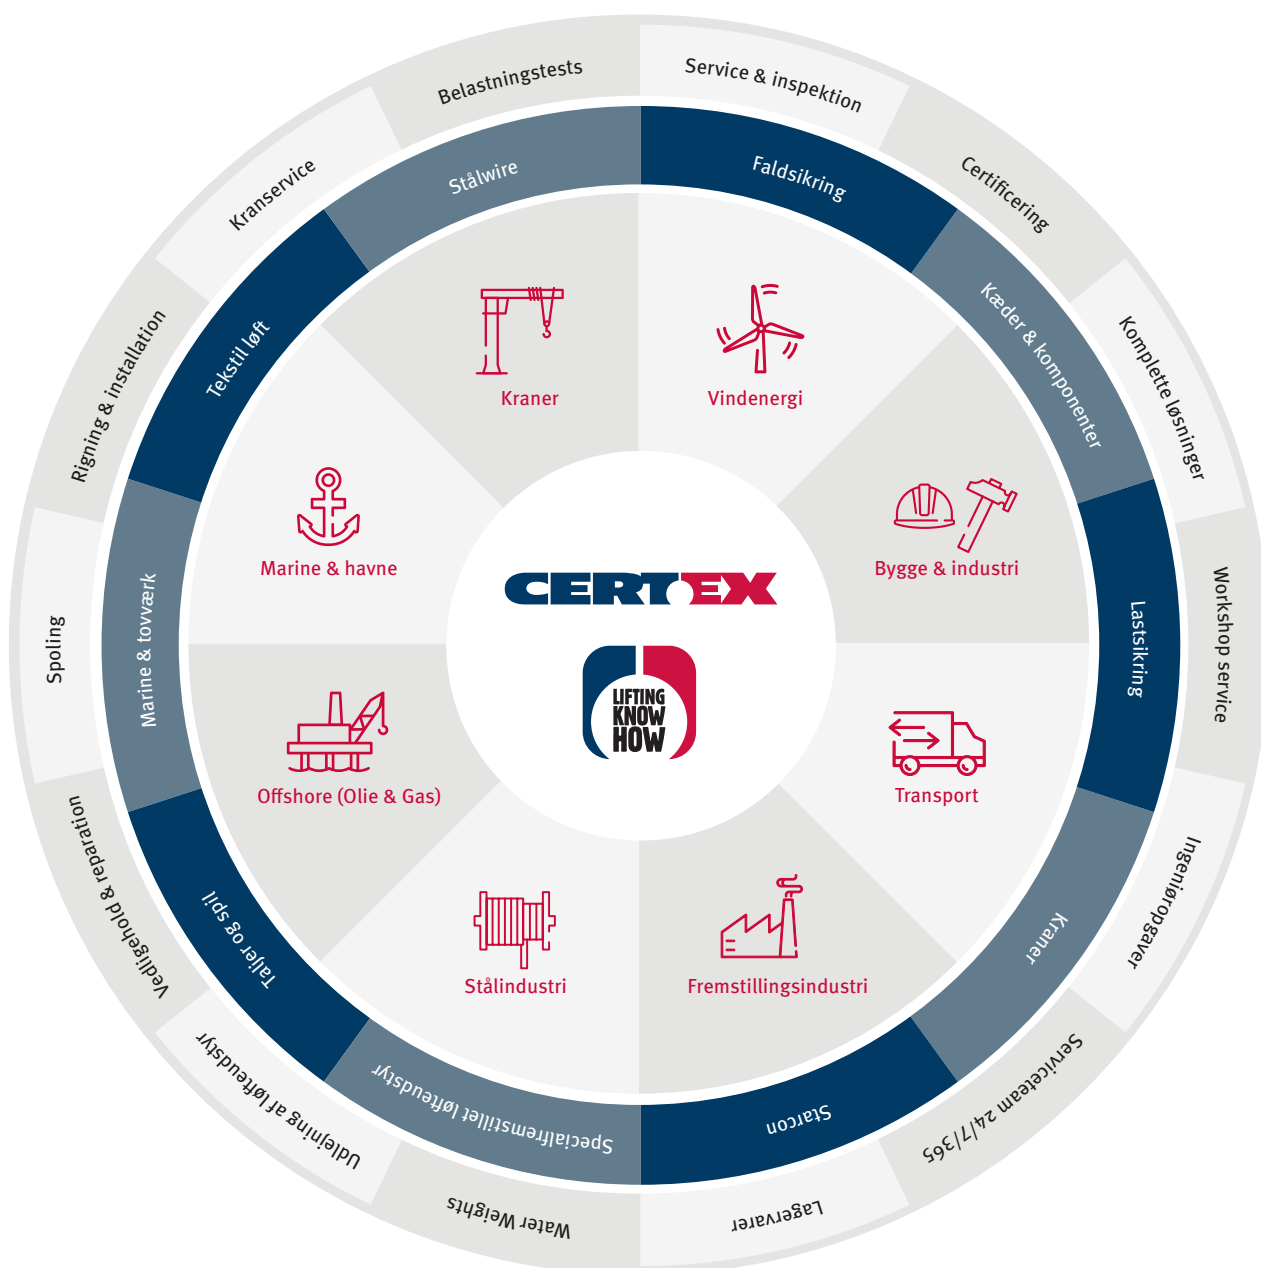 Service & inspektion
Certificering
Komplette løsninger
Workshop service
Ingeniøropgaver
Serviceteam 24/7/365
Lagervarer
Water Weights
Udlejning af løfteudstyr
Vedligehold & reparation
Spoling
Rigning & installation
Kranservice
Belastningstests
Faldsikring
Kæder & komponenter
Lastsikring
Kraner
Starcon
Specialfremstillet løfteudstyr
Taljer og spil
Marine & tovværk
Tekstil løft
Stålwire
Vindenergi
Bygge & industri
Transport
Fremstillingsindustri
Stålindustri
Offshore (Olie & Gas)
Marine & havne
Kraner
CERTEX
LIFTING
KNOW
HOW